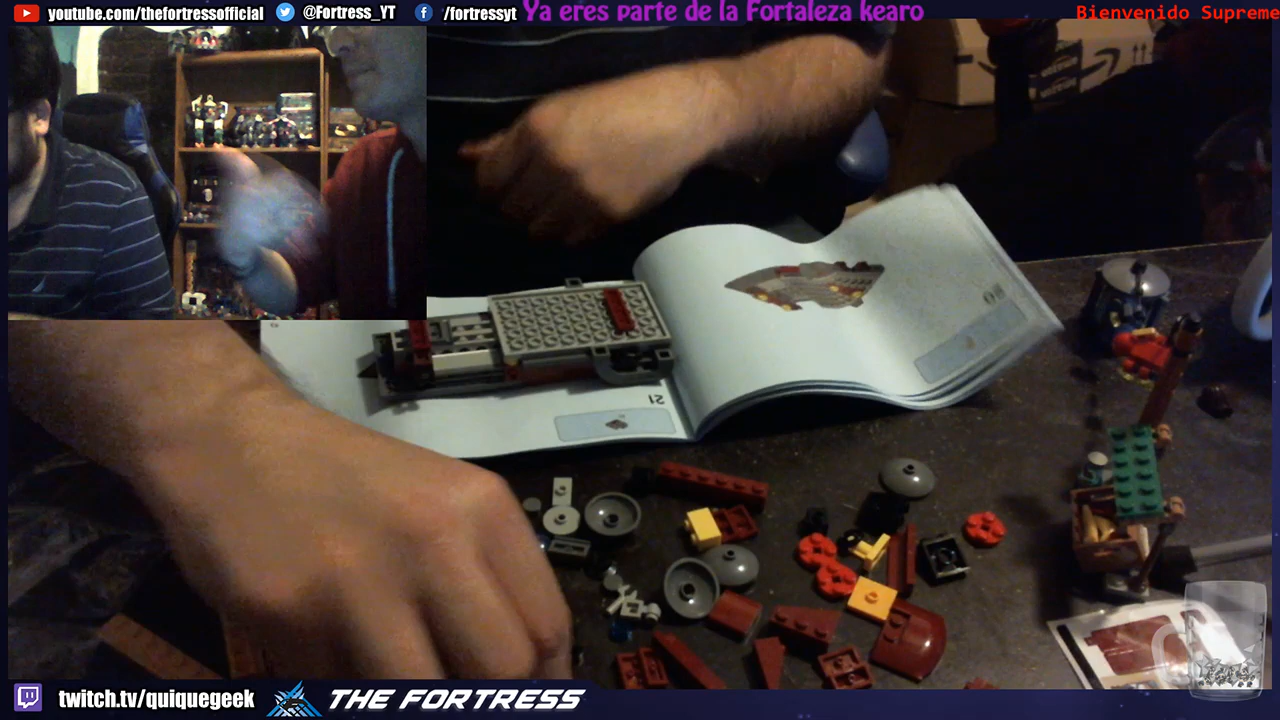 youtube.com/thefortressofficial @Fortress_YT /fortressyt Ya eres parte de la Fortaleza kearo Bienvenido Supreme
21
twitch.tv/quiquegeek THE FORTRESS